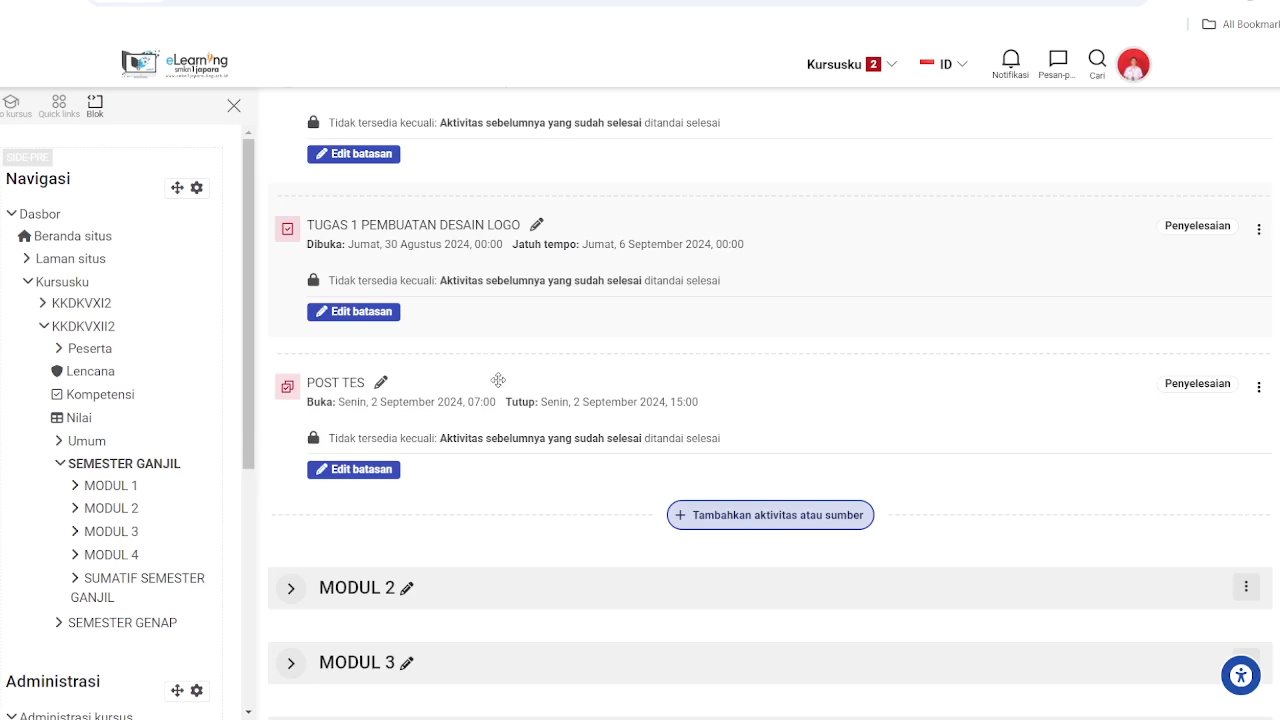 All Bookmar
eLearning
smkn 1 jepara
Kursusku 2
ID
Notifikasi
Pesan-p...
Cari
o kursus
Quick links
Blok
Tidak tersedia kecuali: Aktivitas sebelumnya yang sudah selesai ditandai selesai
Edit batasan
SIDE-PRE
Navigasi
Dasbor
Beranda situs
Laman situs
Kursusku
KKDKVXI2
KKDKVXII2
Peserta
Lencana
Kompetensi
Nilai
Umum
SEMESTER GANJIL
MODUL 1
MODUL 2
MODUL 3
MODUL 4
SUMATIF SEMESTER
GANJIL
SEMESTER GENAP
Administrasi
Administrasi kursus
TUGAS 1 PEMBUATAN DESAIN LOGO
Penyelesaian
Dibuka: Jumat, 30 Agustus 2024, 00:00 Jatuh tempo: Jumat, 6 September 2024, 00:00
Tidak tersedia kecuali: Aktivitas sebelumnya yang sudah selesai ditandai selesai
Edit batasan
POST TES
Penyelesaian
Buka: Senin, 2 September 2024, 07:00 Tutup: Senin, 2 September 2024, 15:00
Tidak tersedia kecuali: Aktivitas sebelumnya yang sudah selesai ditandai selesai
Edit batasan
+ Tambahkan aktivitas atau sumber
MODUL 2
MODUL 3